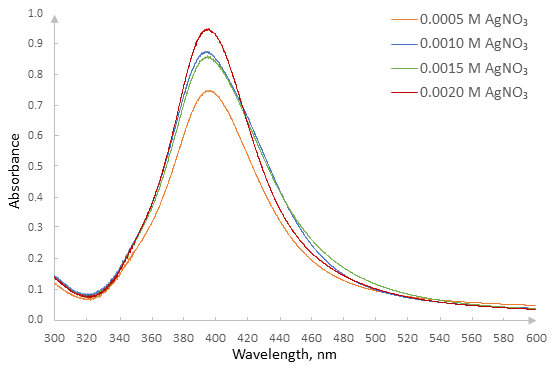 1.0
0.9
0.8
0.7
0.6
0.5
0.4
0.3
0.2
0.1
0.0
Absorbance
300 320 340 360 380 400 420 440 460 480 500 520 540 560 580 600
Wavelength, nm
0.0005 M AgNO₃
0.0010 M AgNO₃
0.0015 M AgNO₃
0.0020 M AgNO₃